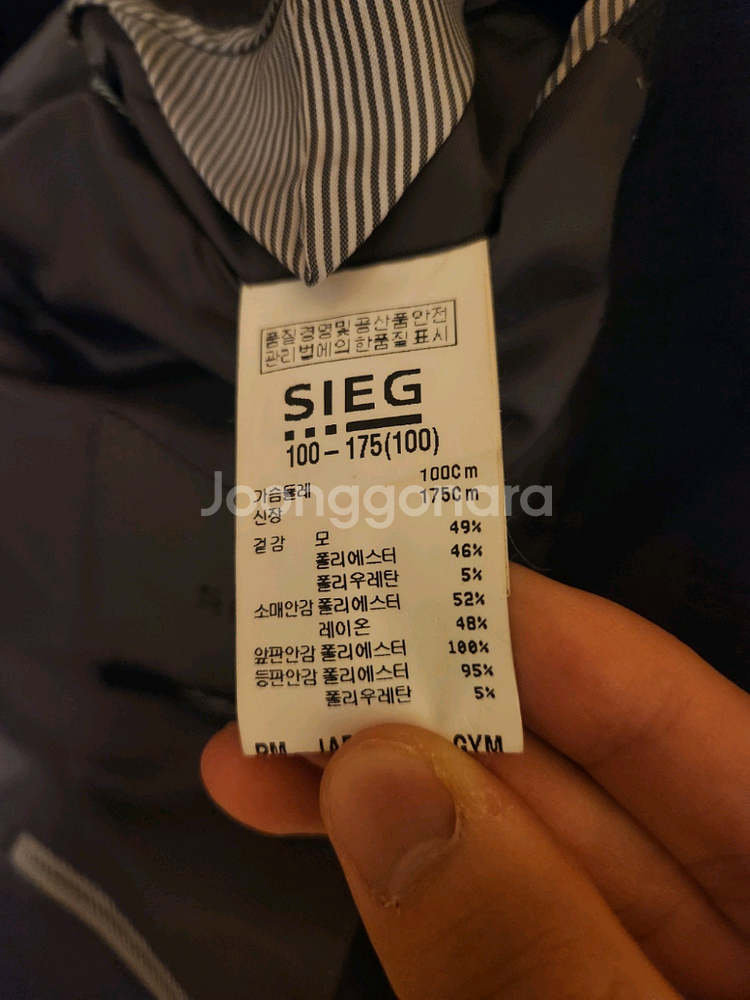 품질경영및공산품안전
관리법에의한품질표시
SIEG
100-175(100)
가슴둘레 100Cm
신장 175Cm
겉감 모 49%
폴리에스터 46%
폴리우레탄 5%
소매안감 폴리에스터 52%
레이온 48%
앞판안감 폴리에스터 100%
등판안감 폴리에스터 95%
폴리우레탄 5%
GYM
Joonggonara